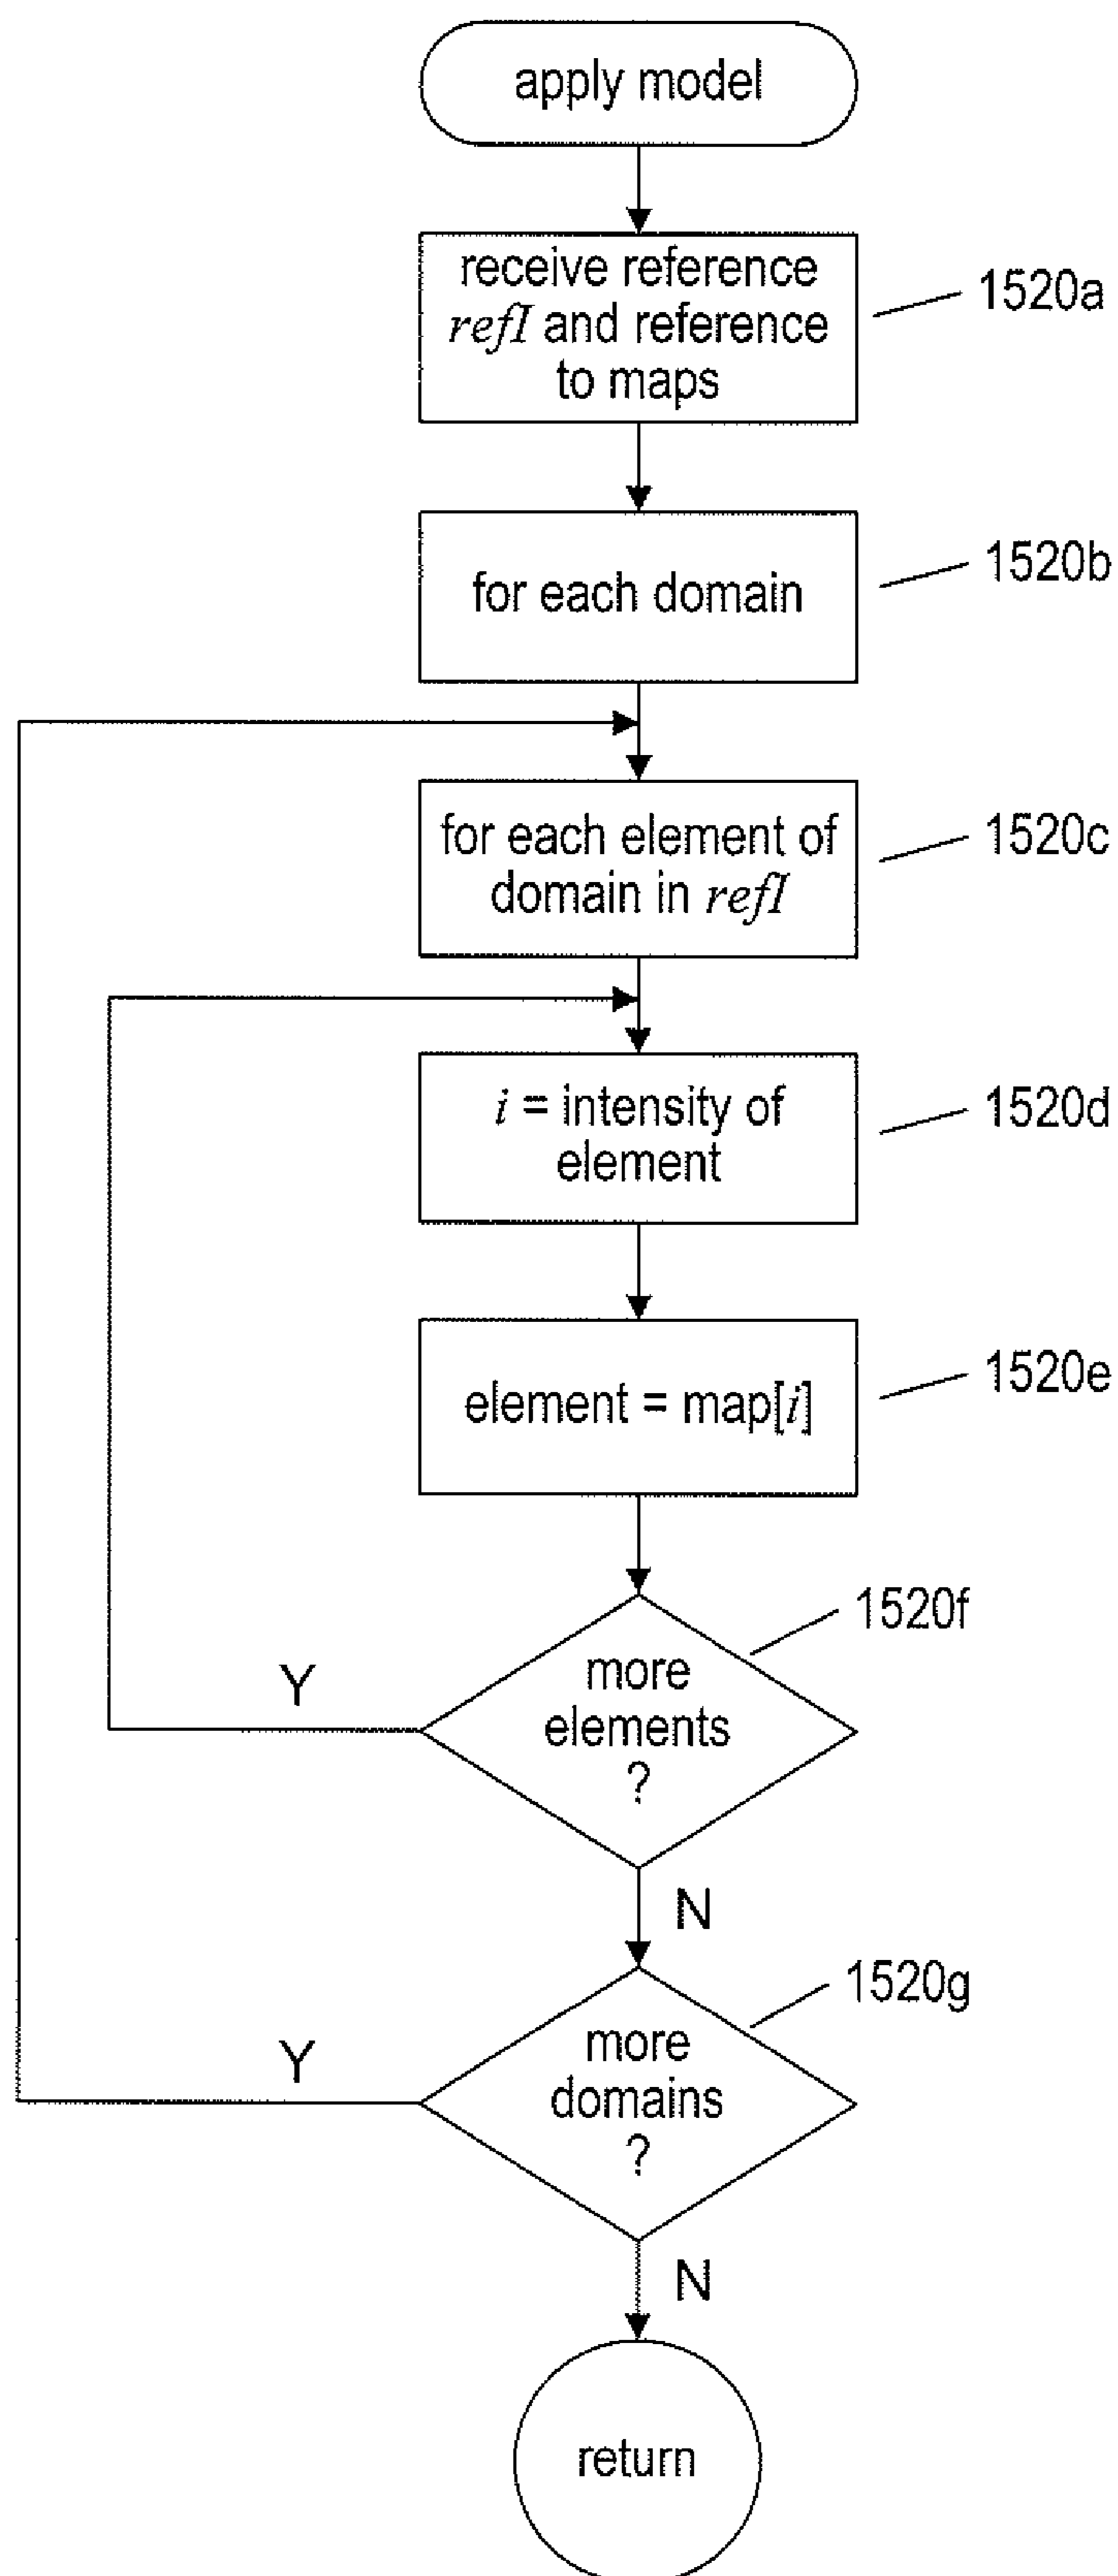 apply model
receive reference
refI and reference
to maps
1520a
for each domain
1520b
for each element of
domain in refI
1520c
i = intensity of
element
1520d
element = map[i]
1520e
more
elements
?
1520f
Y
N
more
domains
?
1520g
Y
N
return